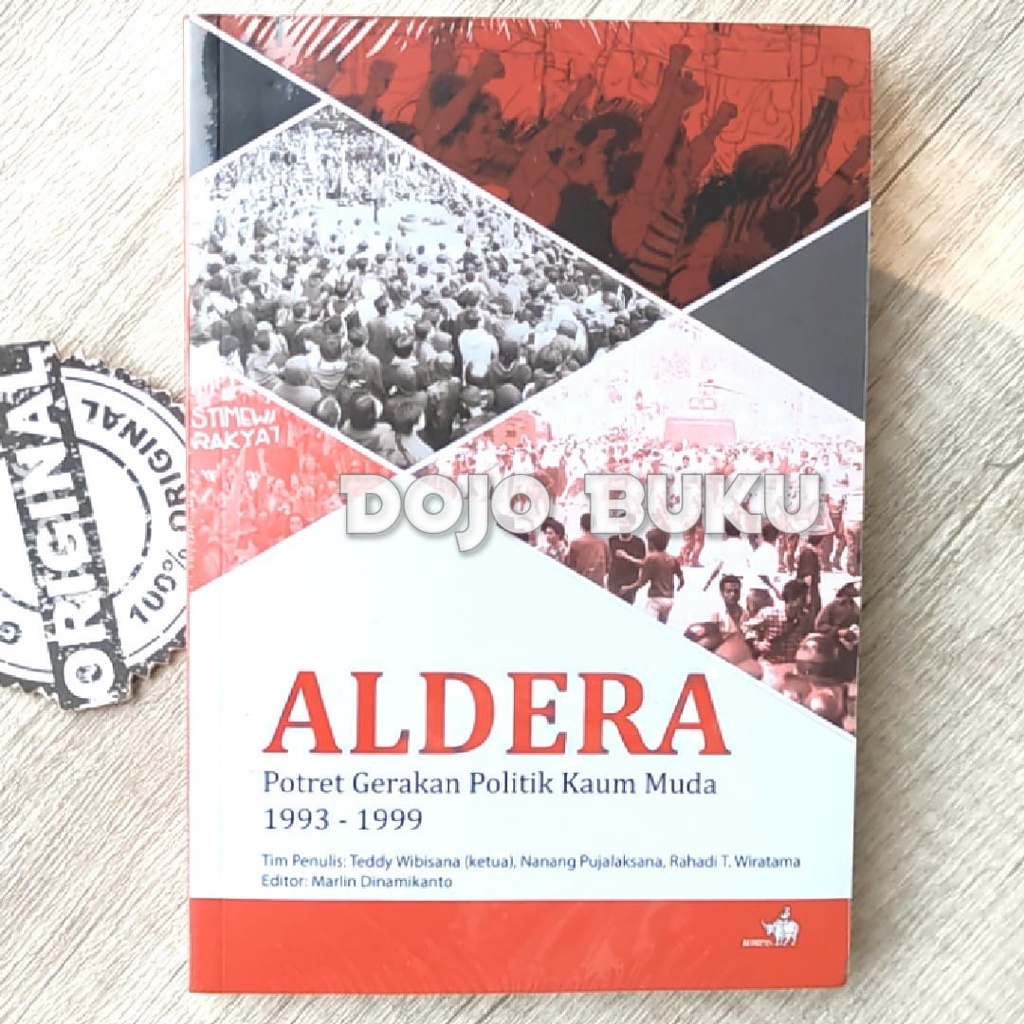 STIMEWA
RAKYAT
DOJO BUKU
ORIGINAL
ORIGINAL
100%
ALDERA
Potret Gerakan Politik Kaum Muda
1993 - 1999
Tim Penulis: Teddy Wibisana (ketua), Nanang Pujalaksana, Rahadi T. Wiratama
Editor: Marlin Dinamikanto